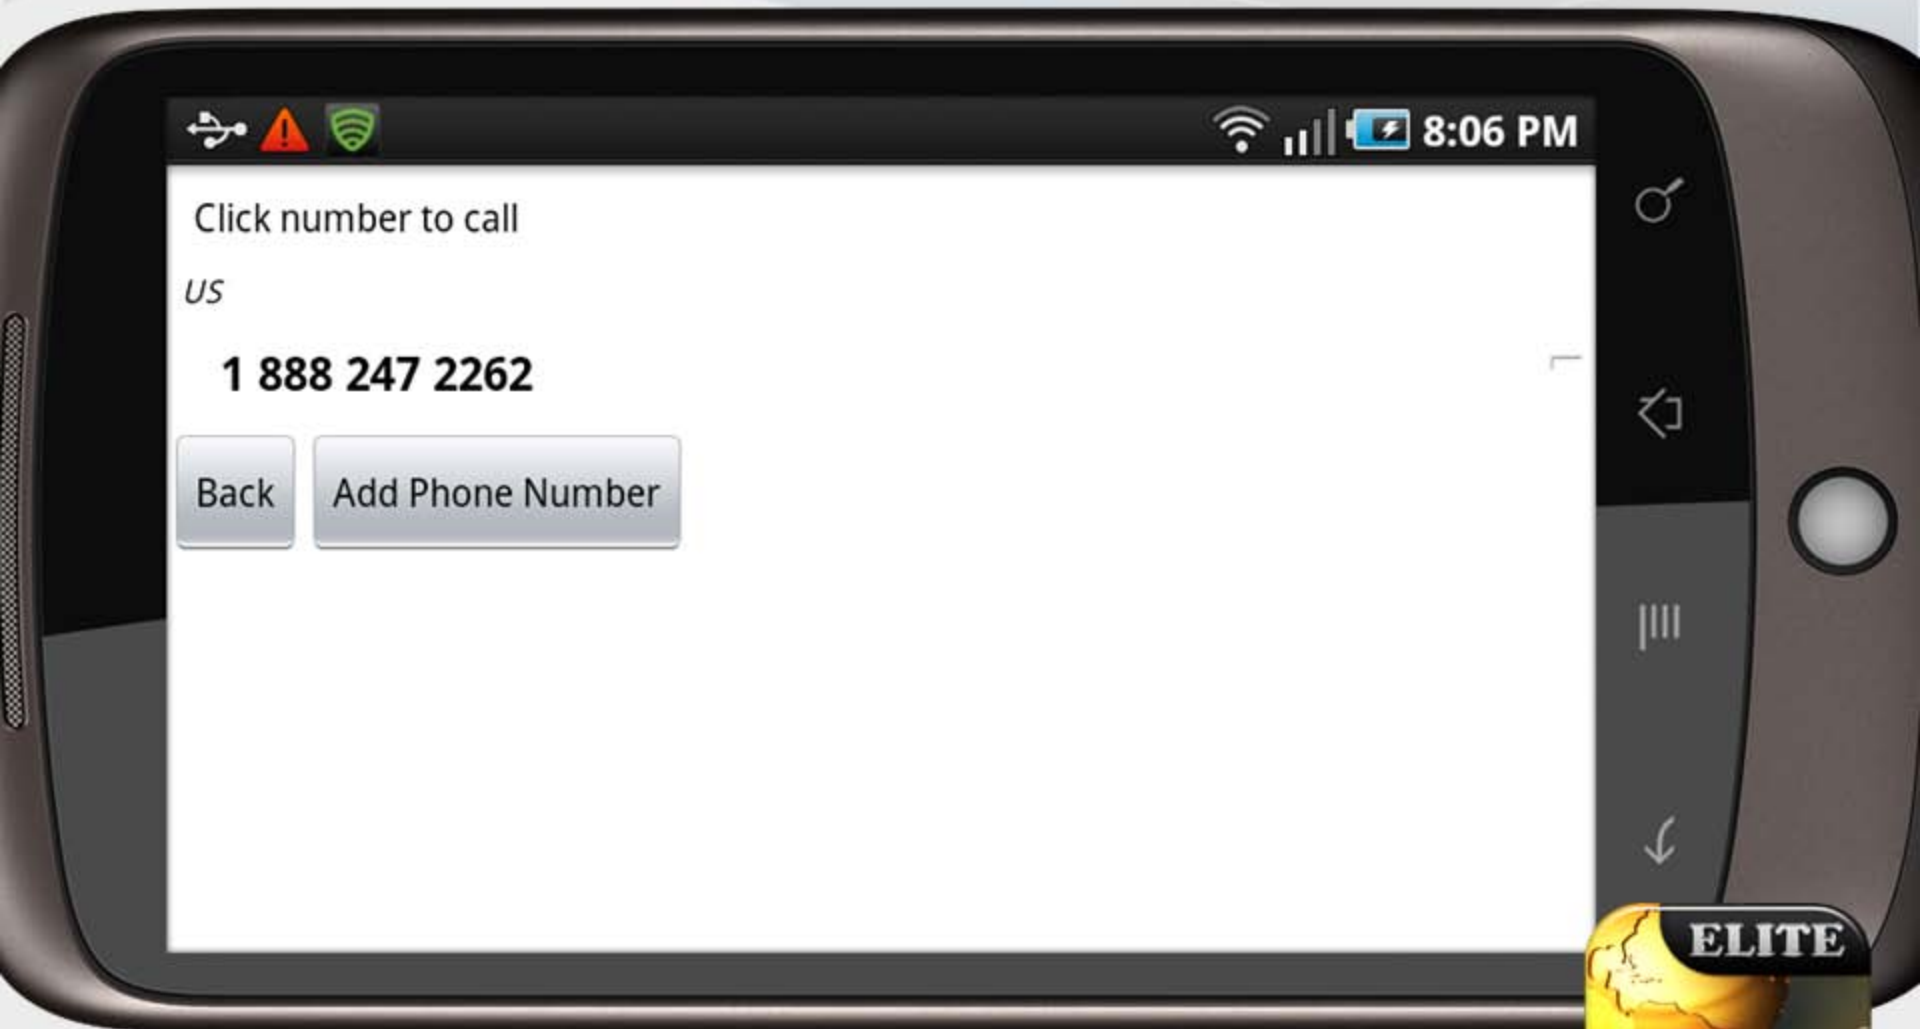 8:06 PM
Click number to call
US
1 888 247 2262
Back Add Phone Number
ELITE